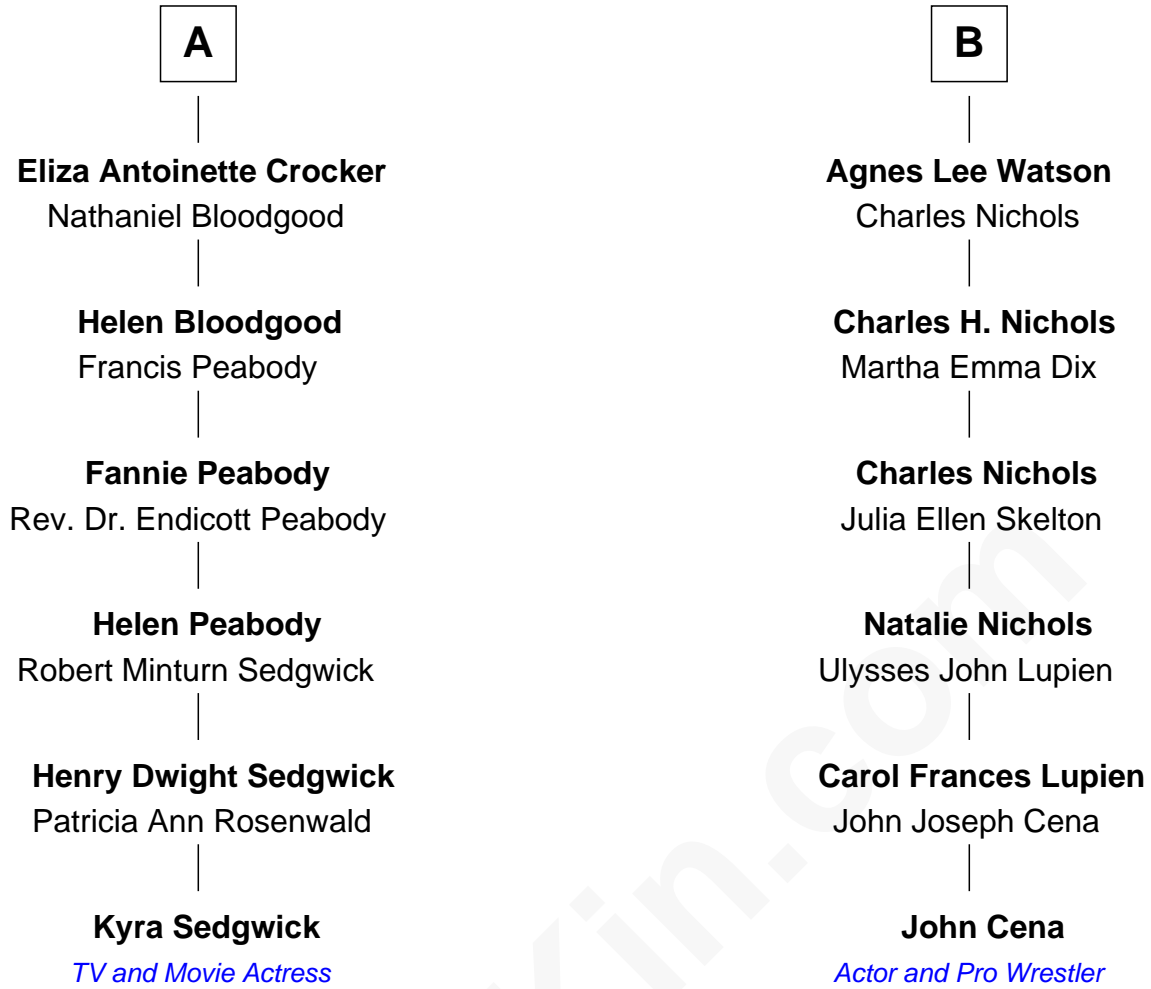 A
Eliza Antoinette Crocker
Nathaniel Bloodgood
Helen Bloodgood
Francis Peabody
Fannie Peabody
Rev. Dr. Endicott Peabody
Helen Peabody
Robert Minturn Sedgwick
Henry Dwight Sedgwick
Patricia Ann Rosenwald
Kyra Sedgwick
TV and Movie Actress
B
Agnes Lee Watson
Charles Nichols
Charles H. Nichols
Martha Emma Dix
Charles Nichols
Julia Ellen Skelton
Natalie Nichols
Ulysses John Lupien
Carol Frances Lupien
John Joseph Cena
John Cena
Actor and Pro Wrestler
Kin.com